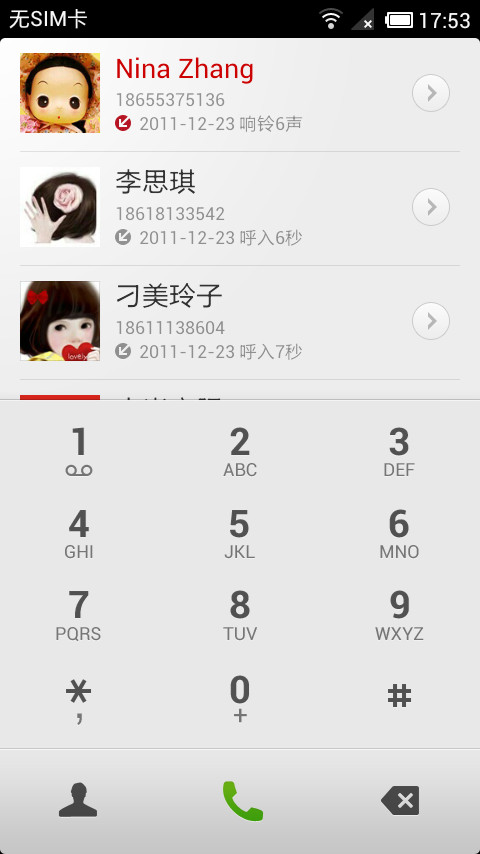 无SIM卡 17:53
Nina Zhang
18655375136
2011-12-23 响铃6声
李思琪
18618133542
2011-12-23 呼入6秒
刁美玲子
18611138604
2011-12-23 呼入7秒
lovely
1 2 3
ABC DEF
4 5 6
GHI JKL MNO
7 8 9
PQRS TUV WXYZ
* 0 #
, +